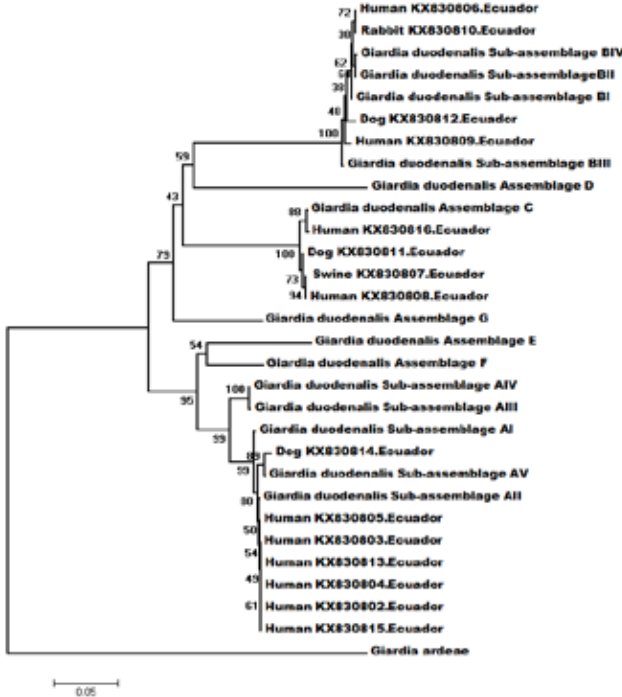 Human KX830806.Ecuador
72
Rabbit KX830810.Ecuador
38
Giardia duodenalis Sub-assemblage BIV
62
Giardia duodenalis Sub-assemblageBII
38
Giardia duodenalis Sub-assemblage BI
40
Dog KX830812.Ecuador
100
Human KX830809.Ecuador
59
Giardia duodenalis Sub-assemblage BIII
Giardia duodenalis Assemblage D
43
88
Giardia duodenalis Assemblage C
Human KX830816.Ecuador
79
100
Dog KX830811.Ecuador
73
Swine KX830807.Ecuador
94
Human KX830808.Ecuador
Giardia duodenalis Assemblage G
54
Giardia duodenalis Assemblage E
Giardia duodenalis Assemblage F
95
100
Giardia duodenalis Sub-assemblage AIV
Giardia duodenalis Sub-assemblage AIII
99
Giardia duodenalis Sub-assemblage AI
Dog KX830814.Ecuador
99
Giardia duodenalis Sub-assemblage AV
80
Giardia duodenalis Sub-assemblage AII
Human KX830805.Ecuador
50
Human KX830803.Ecuador
54
Human KX830813.Ecuador
49
Human KX830804.Ecuador
61
Human KX830802.Ecuador
Human KX830815.Ecuador
Giardia ardeae
0.05